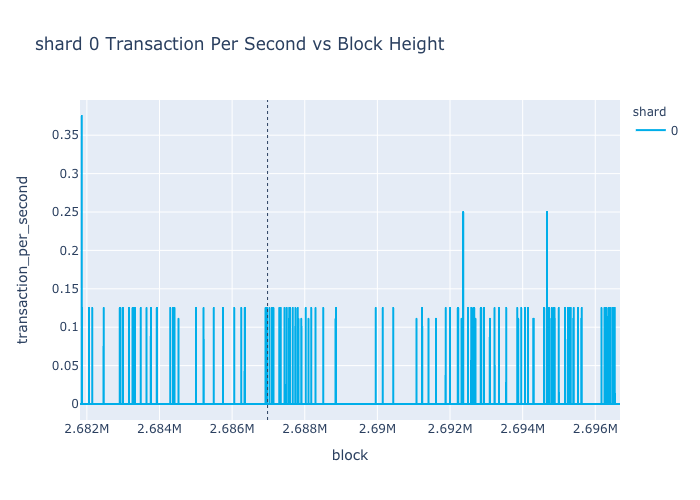 shard 0 Transaction Per Second vs Block Height
shard
0
transaction_per_second
0.35
0.3
0.25
0.2
0.15
0.1
0.05
0
2.682M 2.684M 2.686M 2.688M 2.69M 2.692M 2.694M 2.696M
block